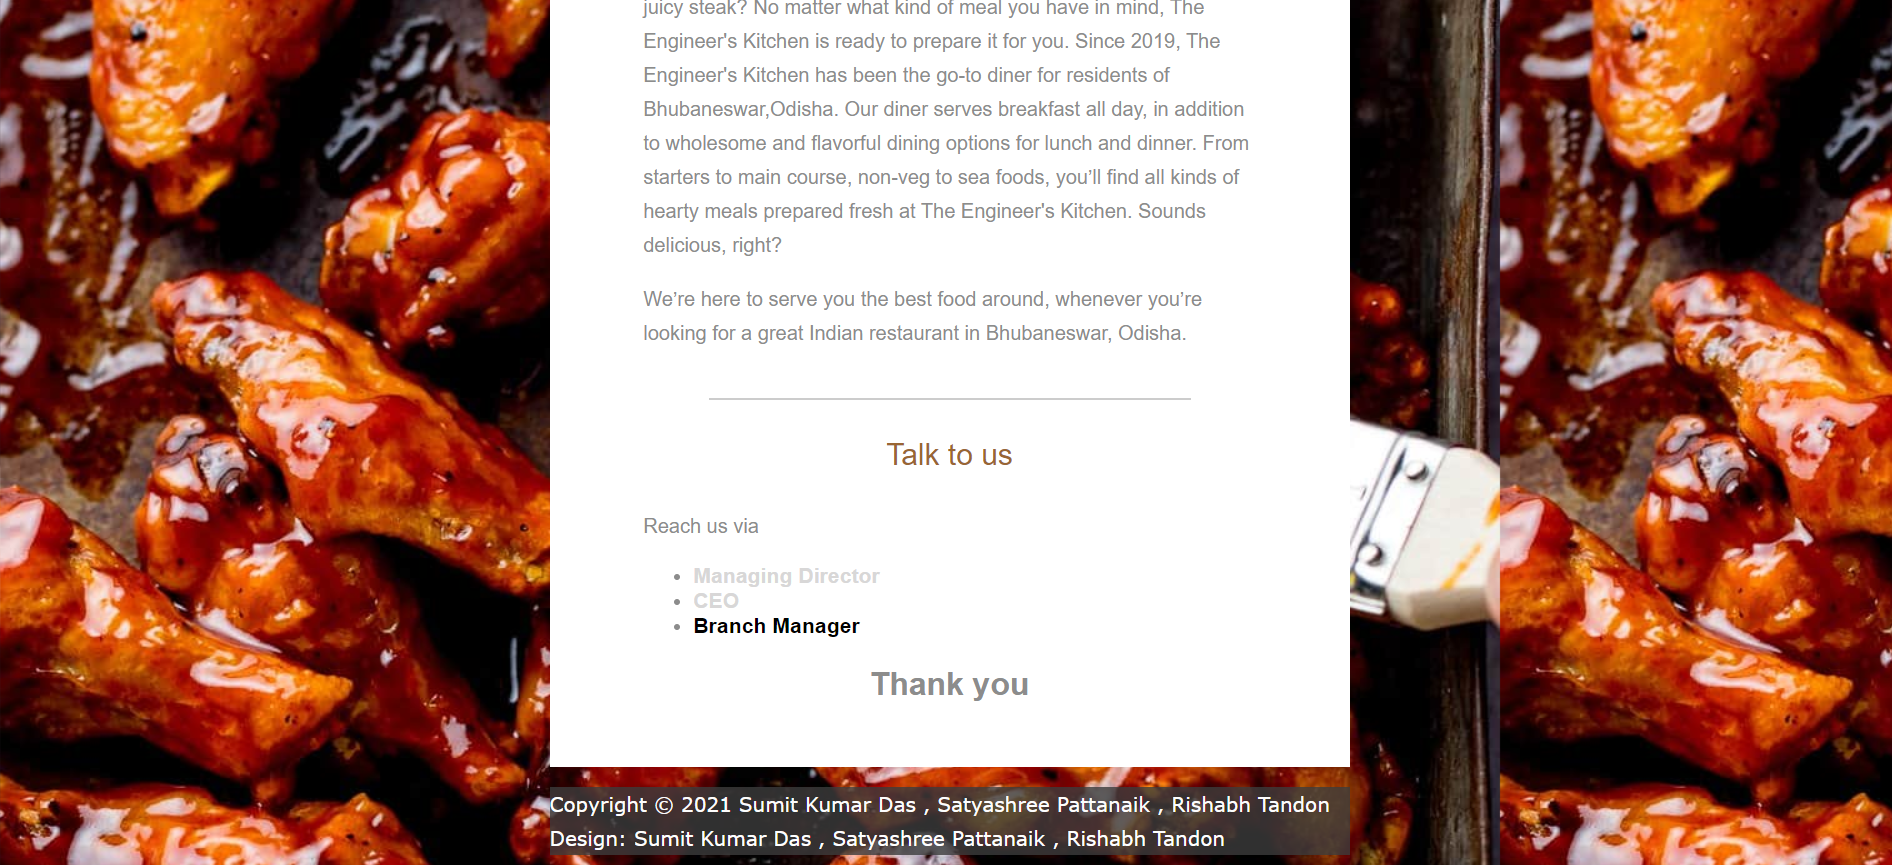 juicy steak? No matter what kind of meal you have in mind, The
Engineer's Kitchen is ready to prepare it for you. Since 2019, The
Engineer's Kitchen has been the go-to diner for residents of
Bhubaneswar,Odisha. Our diner serves breakfast all day, in addition
to wholesome and flavorful dining options for lunch and dinner. From
starters to main course, non-veg to sea foods, you’ll find all kinds of
hearty meals prepared fresh at The Engineer's Kitchen. Sounds
delicious, right?
We’re here to serve you the best food around, whenever you’re
looking for a great Indian restaurant in Bhubaneswar, Odisha.
Talk to us
Reach us via
• Managing Director
• CEO
• Branch Manager
Thank you
Copyright © 2021 Sumit Kumar Das , Satyashree Pattanaik , Rishabh Tandon
Design: Sumit Kumar Das , Satyashree Pattanaik , Rishabh Tandon